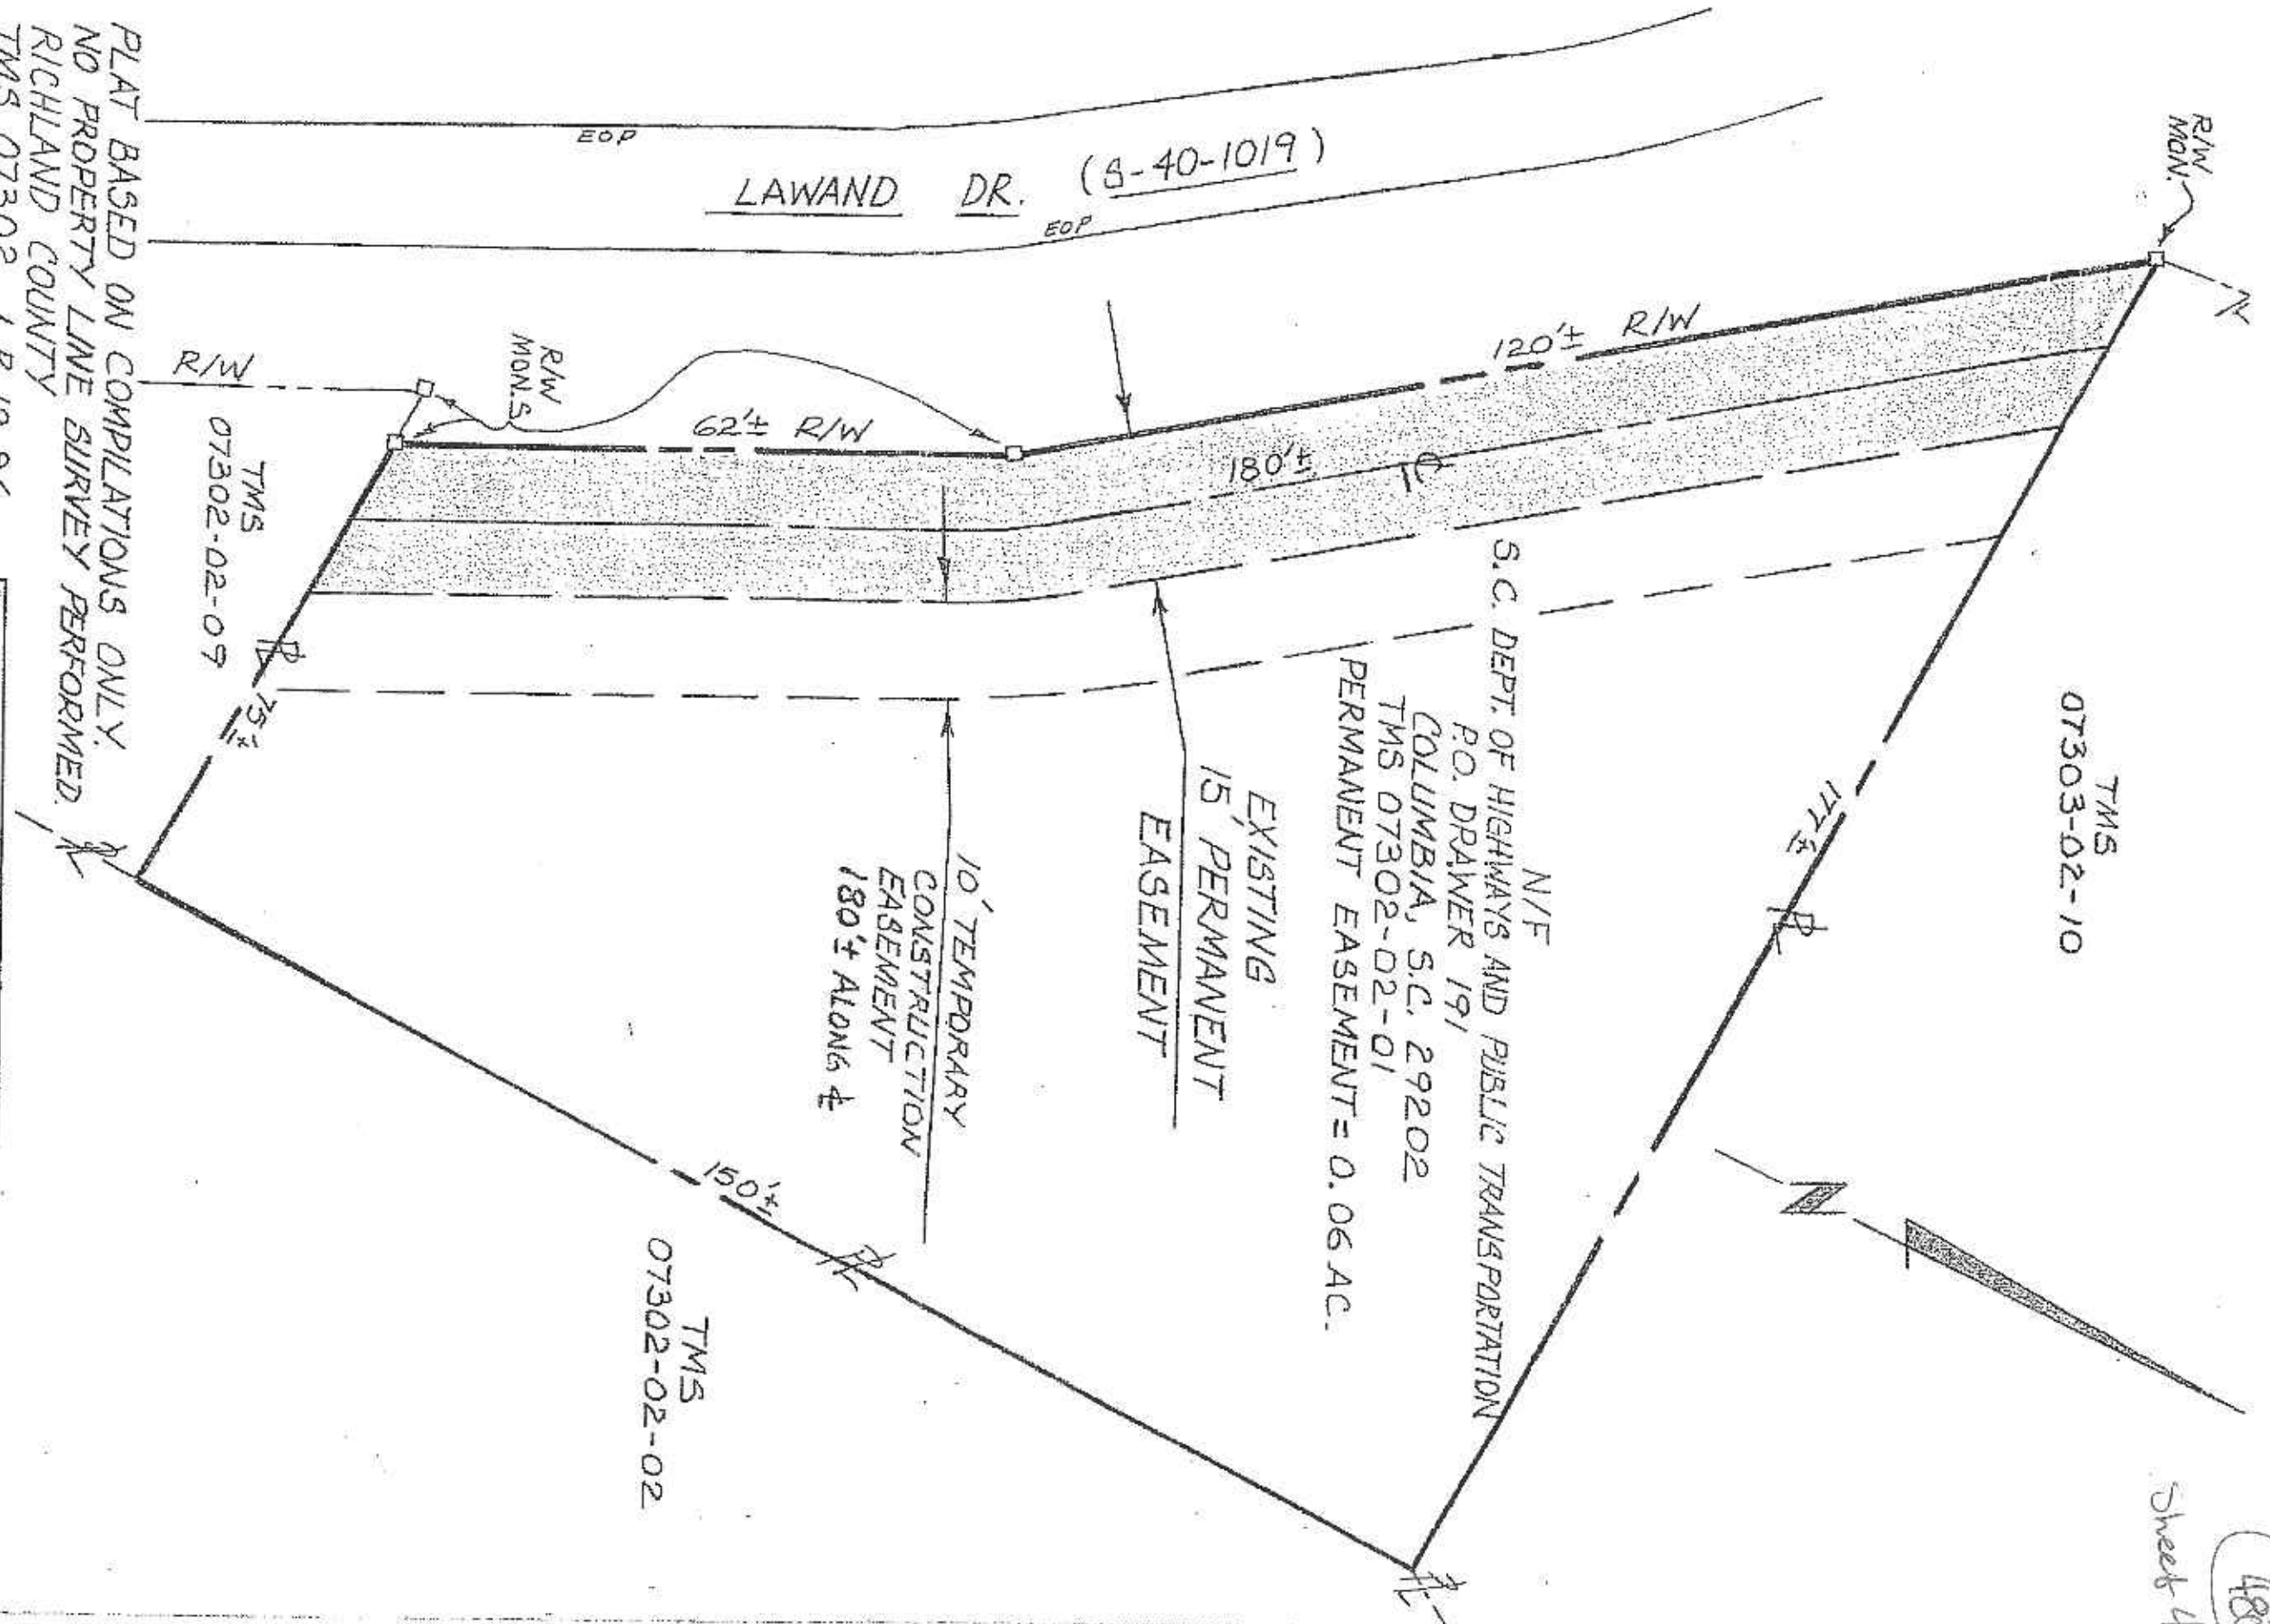 LAWAND DR. (S-40-1019)
EOP
EOP
R/W
MON.
120'± R/W
62'± R/W
R/W
MON.S
R/W
180'±
TMS
07302-02-09
TMS
07303-02-10
177'±
75'±
150'±
N/F
S.C. DEPT. OF HIGHWAYS AND PUBLIC TRANSPORTATION
P.O. DRAWER 191
COLUMBIA, S.C. 29202
TMS 07302-02-01
PERMANENT EASEMENT = 0.06 AC.
EXISTING
15' PERMANENT
EASEMENT
10' TEMPORARY
CONSTRUCTION
EASEMENT
180'± ALONG ℄
TMS
07302-02-02
N
PLAT BASED ON COMPILATIONS ONLY.
NO PROPERTY LINE SURVEY PERFORMED.
RICHLAND COUNTY
TMS 07302
Sheet